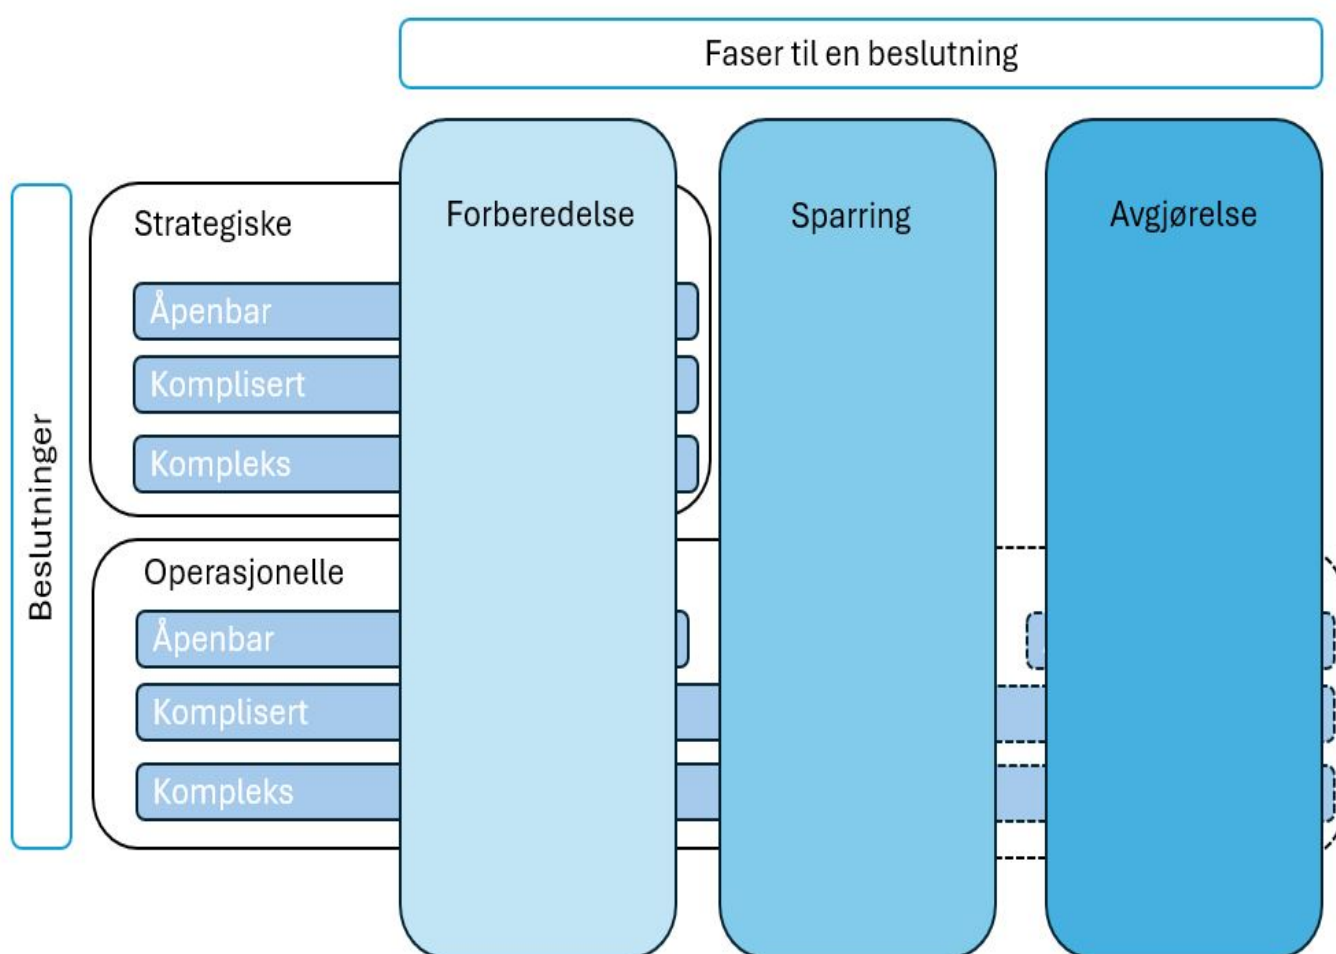 Faser til en beslutning
Beslutninger
Forberedelse
Sparring
Avgjørelse
Strategiske
Åpenbar
Komplisert
Kompleks
Operasjonelle
Åpenbar
Komplisert
Kompleks